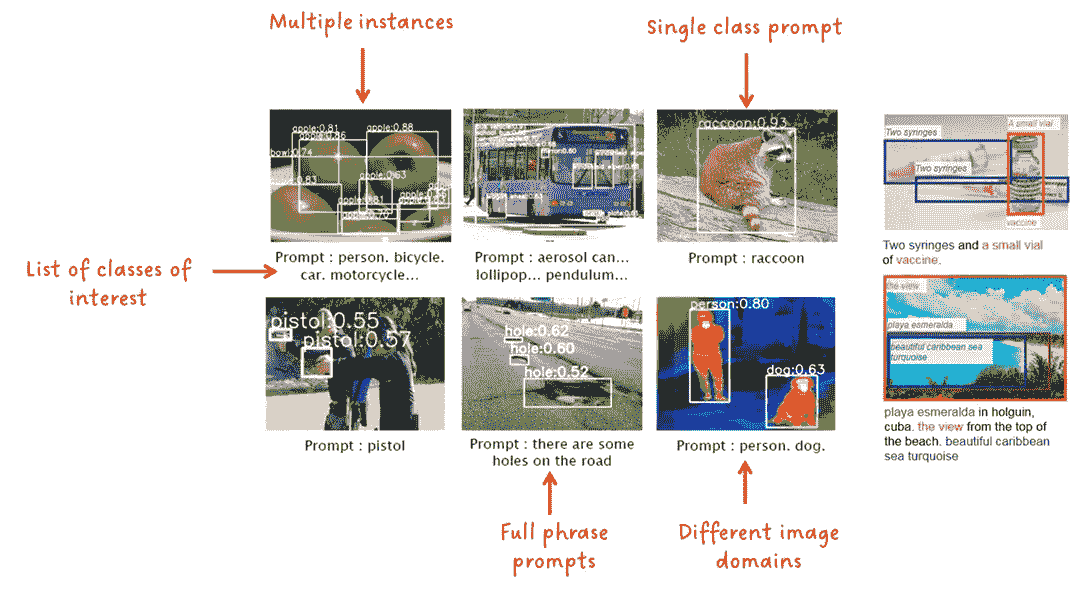 Multiple instances
Single class prompt
apple:0.81
apple:0.88
bowl:0.74
apple:0.63
raccoon:0.93
Prompt : person. bicycle.
car. motorcycle...
Prompt : aerosol can...
lollipop... pendulum...
Prompt : raccoon
List of classes of
interest
pistol:0.55
pistol:0.57
hole:0.62
hole:0.60
hole:0.52
person:0.80
dog:0.63
Prompt : pistol
Prompt : there are some
holes on the road
Prompt : person. dog.
Full phrase
prompts
Different image
domains
Two syringes
A small vial
Two syringes
vaccine
Two syringes and a small vial
of vaccine.
the view
playa esmeralda
beautiful caribbean sea
turquoise
playa esmeralda in holguin,
cuba. the view from the top of
the beach. beautiful caribbean
sea turquoise